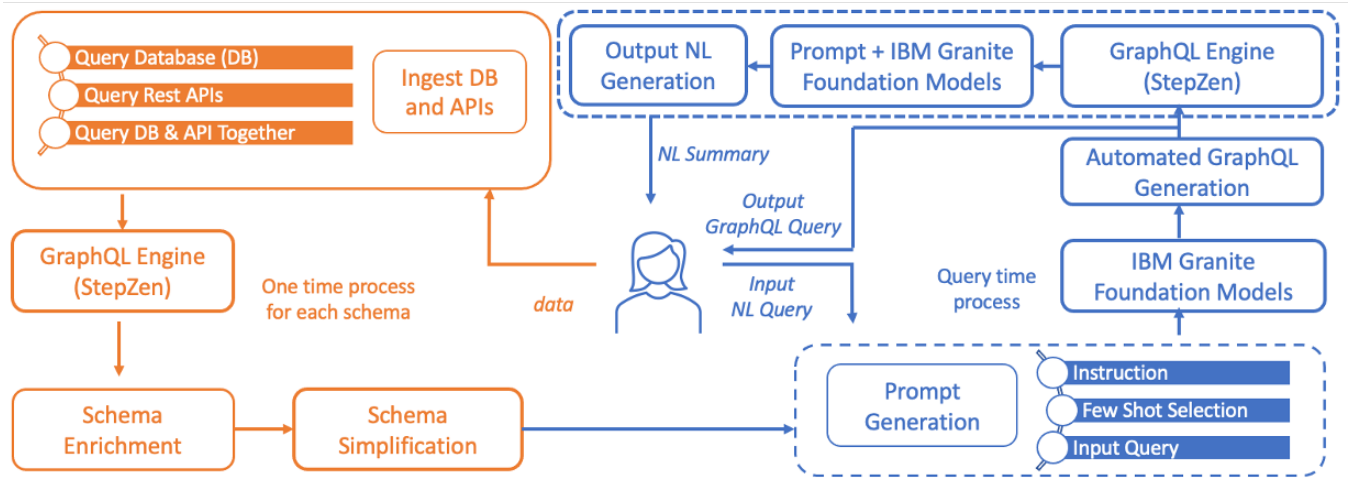 Query Database (DB)
Query Rest APIs
Query DB & API Together
Ingest DB
and APIs
GraphQL Engine
(StepZen)
One time process
for each schema
Schema
Enrichment
Schema
Simplification
data
Output NL
Generation
Prompt + IBM Granite
Foundation Models
GraphQL Engine
(StepZen)
NL Summary
Output
GraphQL Query
Input
NL Query
Automated GraphQL
Generation
IBM Granite
Foundation Models
Query time
process
Prompt
Generation
Instruction
Few Shot Selection
Input Query